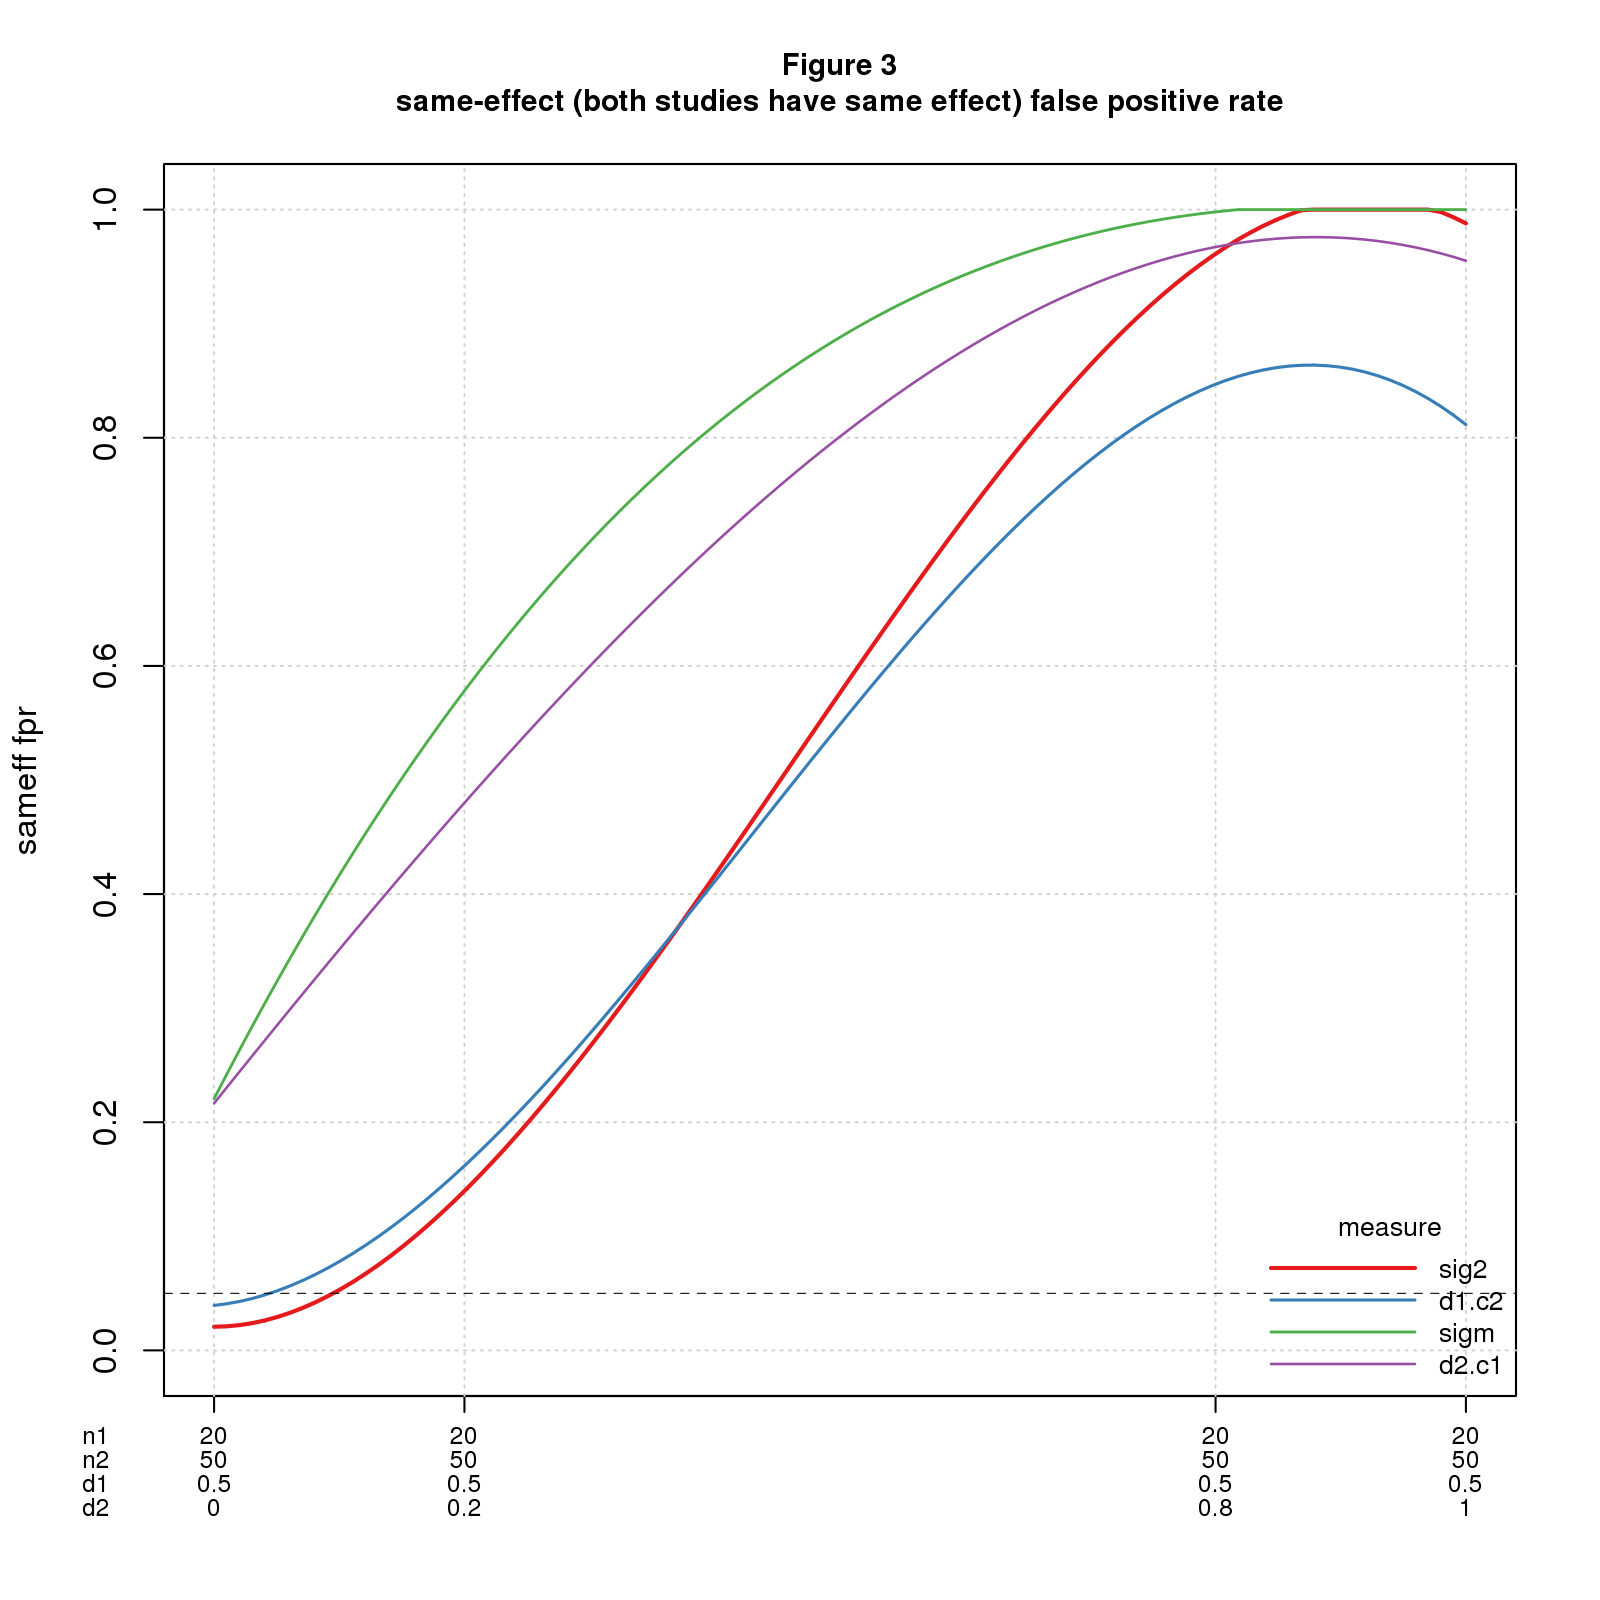 Figure 3
same-effect (both studies have same effect) false positive rate
sameff fpr
1.0
0.8
0.6
0.4
0.2
0.0
measure
sig2
d1.c2
sigm
d2.c1
n1 20 20 20 20
n2 50 50 50 50
d1 0.5 0.5 0.5 0.5
d2 0 0.2 0.8 1